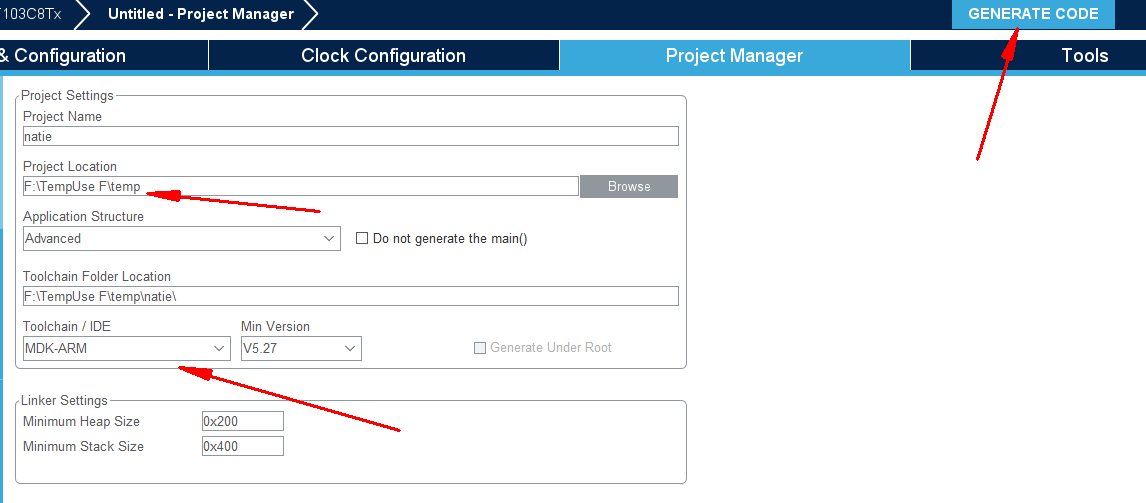 T103C8Tx Untitled - Project Manager GENERATE CODE
& Configuration Clock Configuration Project Manager Tools
Project Settings
Project Name
natie
Project Location
F:\TempUse F\temp Browse
Application Structure
Advanced Do not generate the main()
Toolchain Folder Location
F:\TempUse F\temp\natie\
Toolchain / IDE Min Version
MDK-ARM V5.27 Generate Under Root
Linker Settings
Minimum Heap Size 0x200
Minimum Stack Size 0x400